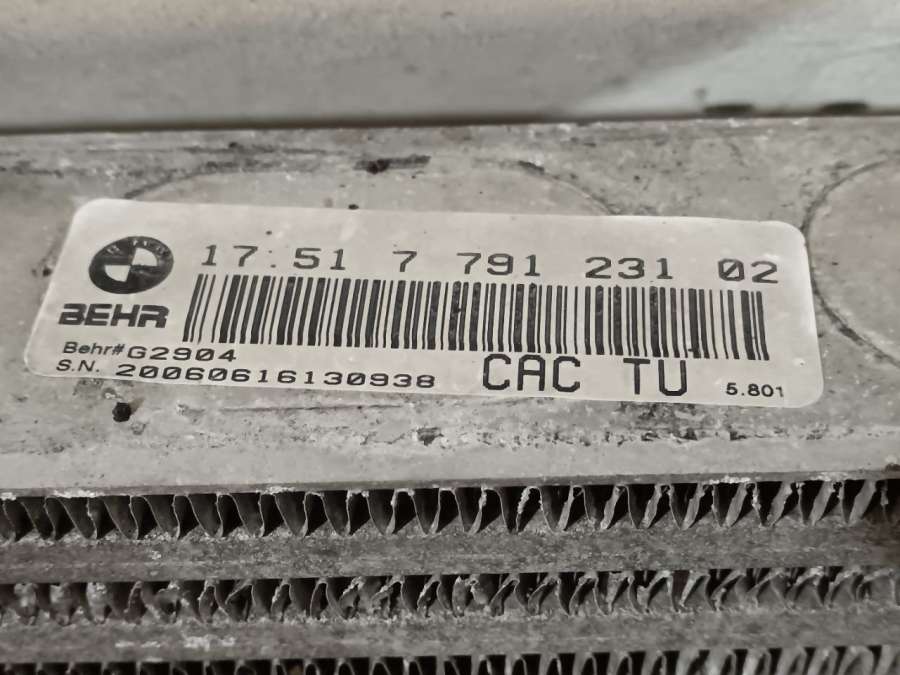 17.51 7 791 231 02
BEHR
Behr# G2904
S.N. 20060616130938
CAC TU
5.801